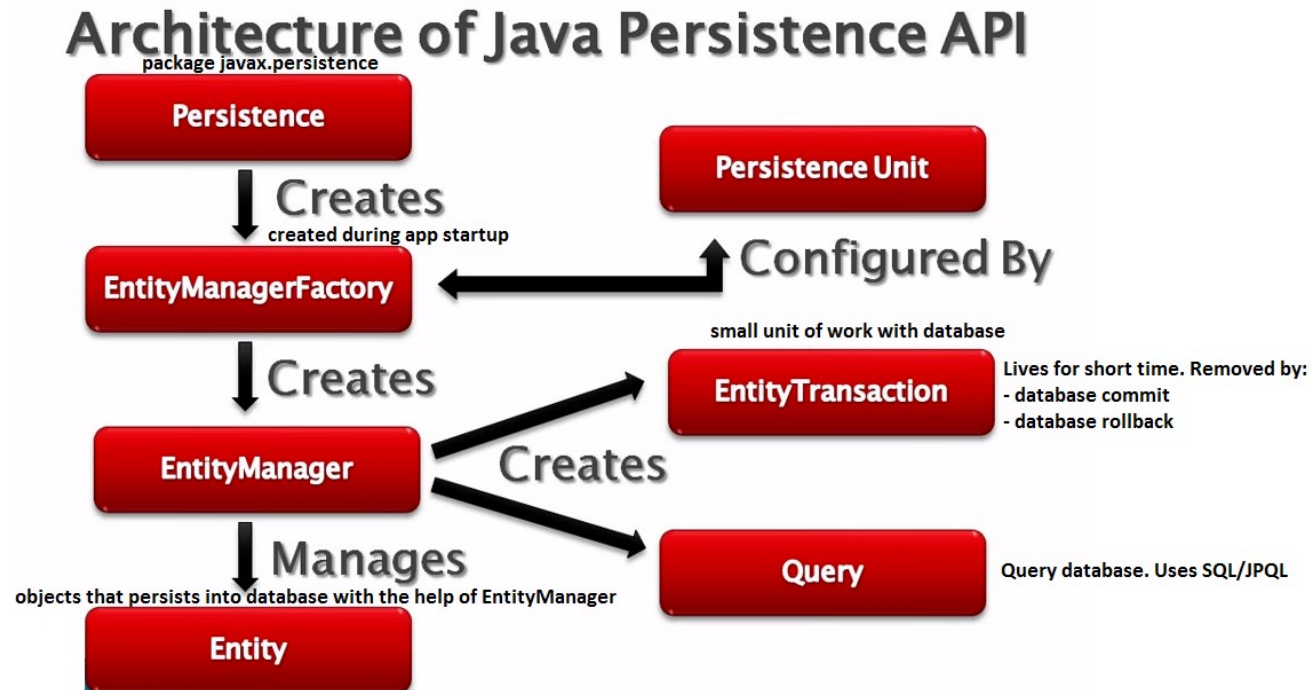 Architecture of Java Persistence API
package javax.persistence
Persistence
Persistence Unit
Creates
created during app startup
Configured By
EntityManagerFactory
small unit of work with database
Creates
EntityTransaction
Lives for short time. Removed by:
- database commit
- database rollback
EntityManager
Creates
Manages
Query
Query database. Uses SQL/JPQL
objects that persists into database with the help of EntityManager
Entity